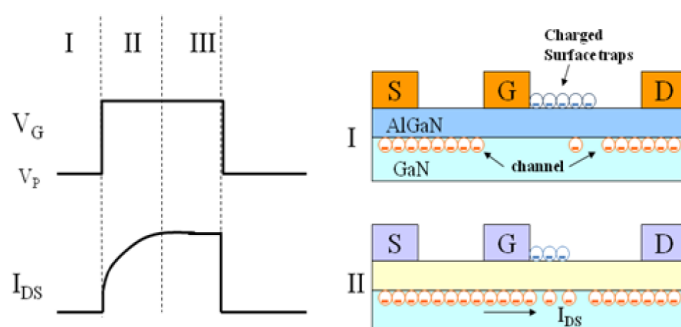 I II III
V_G
V_P
I_DS
Charged
Surface traps
S G D
AlGaN
I
channel
GaN
S G D
II
I_DS